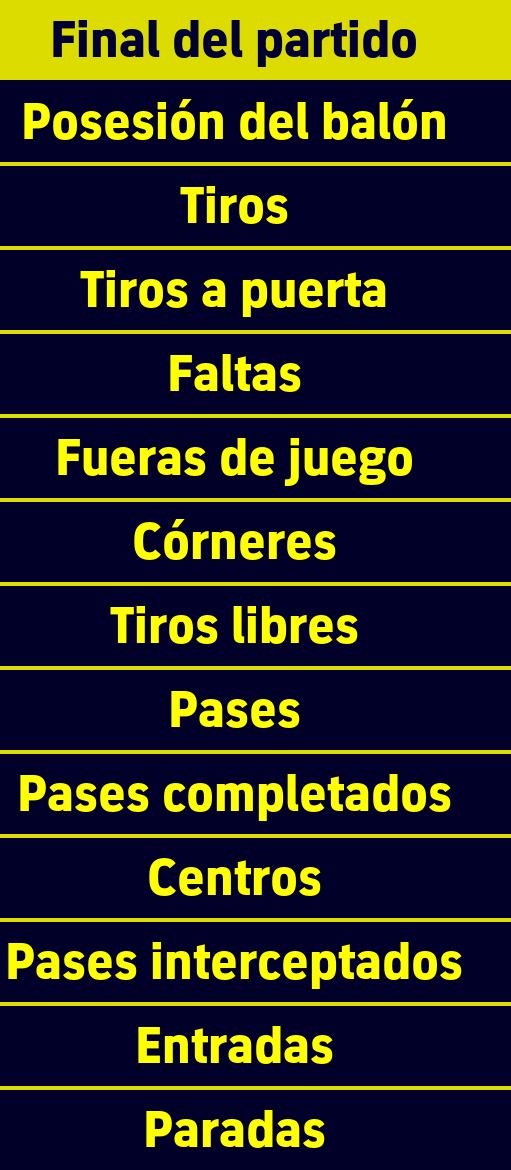 Final del partido
Posesión del balón
Tiros
Tiros a puerta
Faltas
Fueras de juego
Córneres
Tiros libres
Pases
Pases completados
Centros
Pases interceptados
Entradas
Paradas